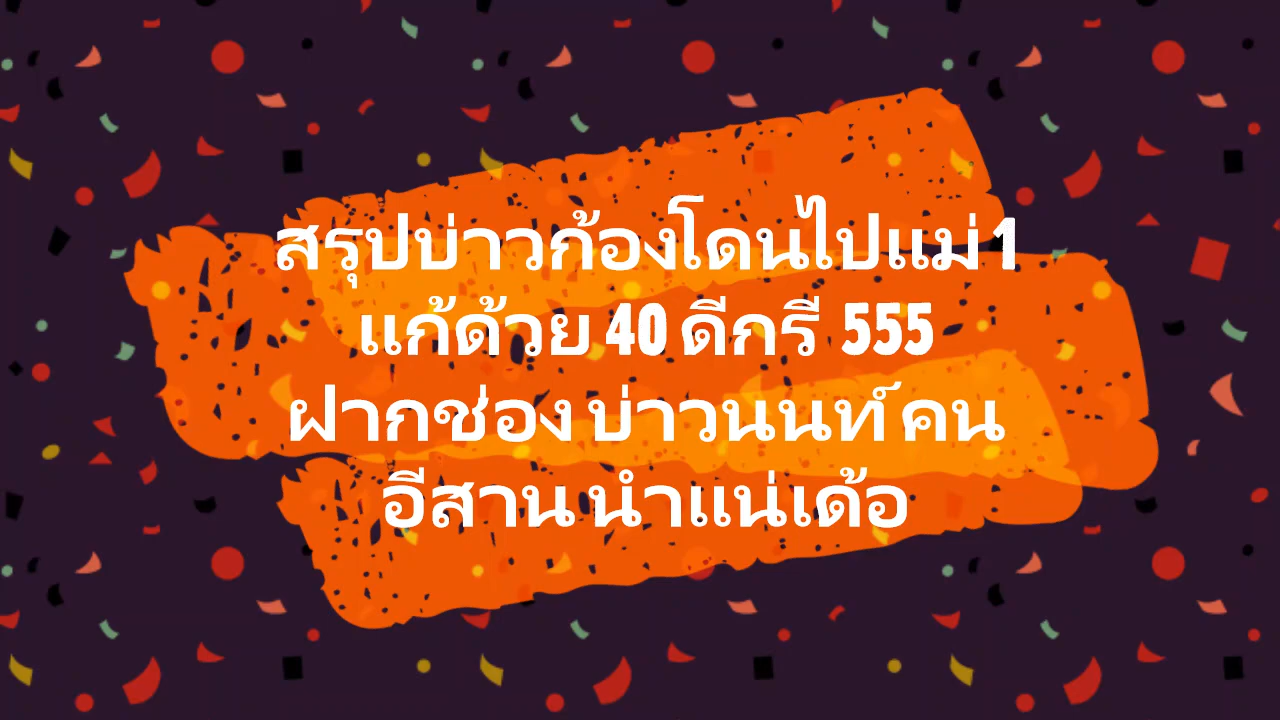 สรุปบ่าวก้องโดนไปแม่ 1
แก้ด้วย 40 ดีกรี 555
ฝากช่อง บ่าวนนท์ คน
อีสาน นำแน่เด้อ